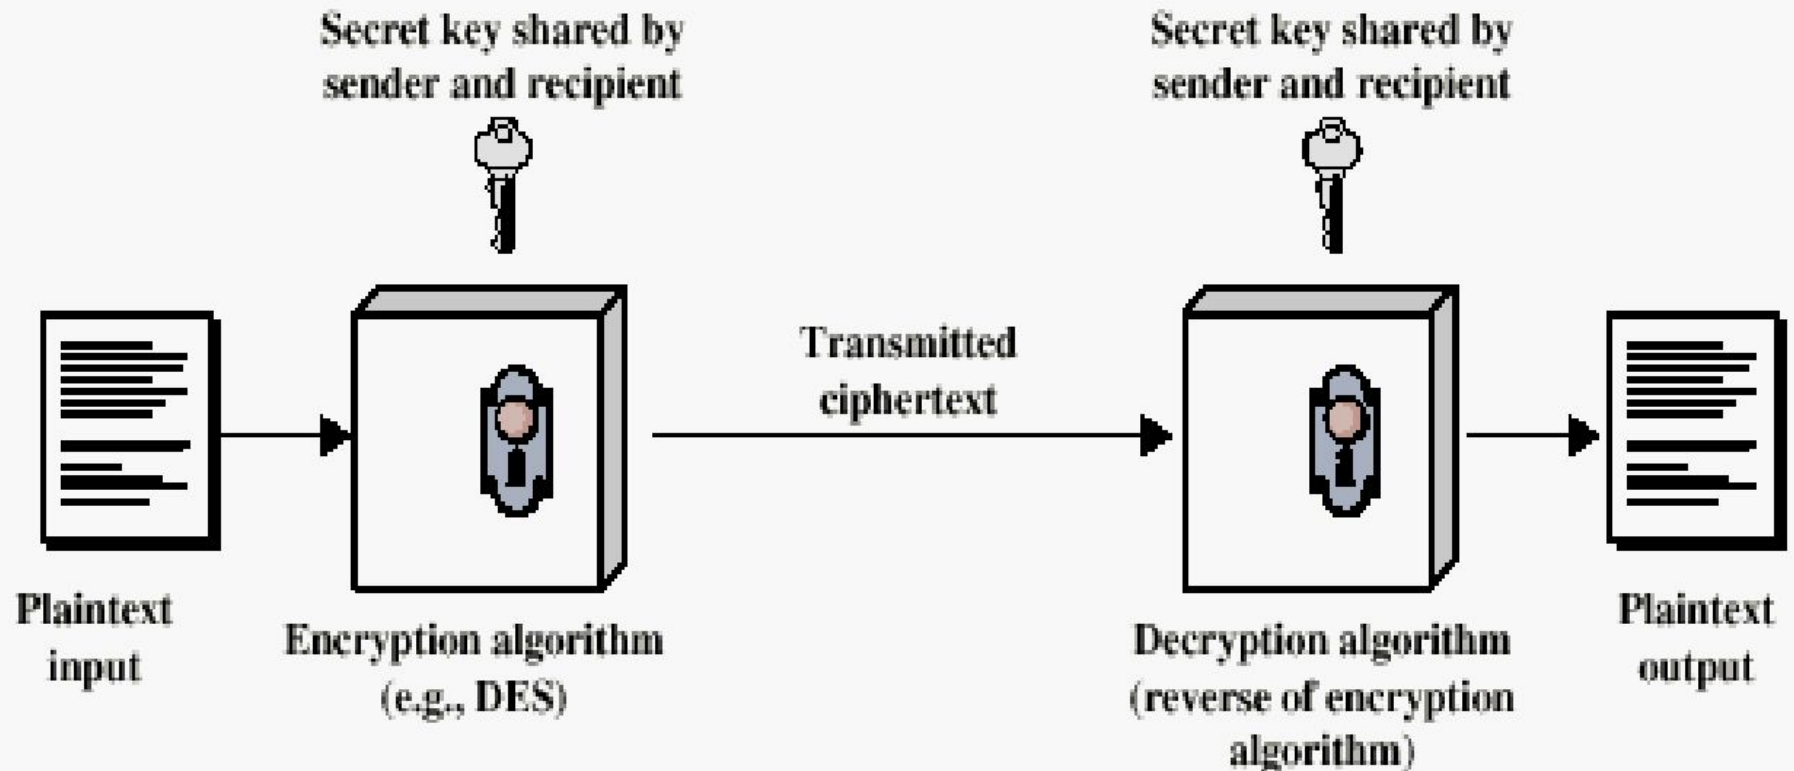 Secret key shared by
sender and recipient
Secret key shared by
sender and recipient
Transmitted
ciphertext
Plaintext
input
Encryption algorithm
(e.g., DES)
Decryption algorithm
(reverse of encryption
algorithm)
Plaintext
output